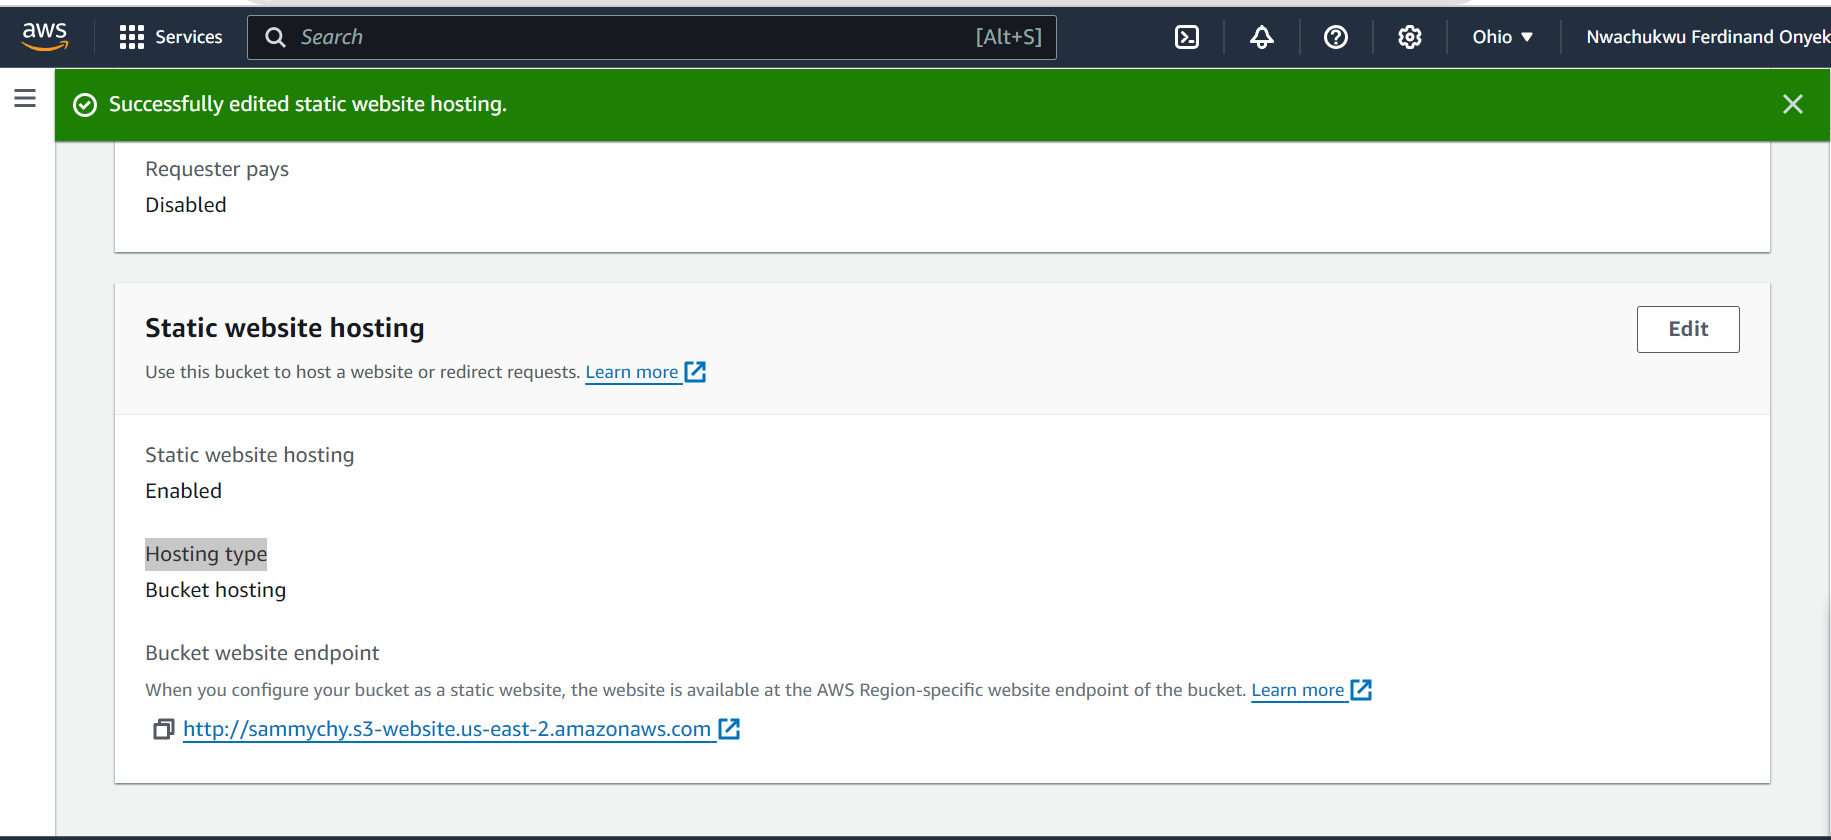 aws
Services
Search
[Alt+S]
Ohio
Nwachukwu Ferdinand Onyek
Successfully edited static website hosting.
Requester pays
Disabled
Static website hosting
Edit
Use this bucket to host a website or redirect requests. Learn more
Static website hosting
Enabled
Hosting type
Bucket hosting
Bucket website endpoint
When you configure your bucket as a static website, the website is available at the AWS Region-specific website endpoint of the bucket. Learn more
http://sammychy.s3-website.us-east-2.amazonaws.com